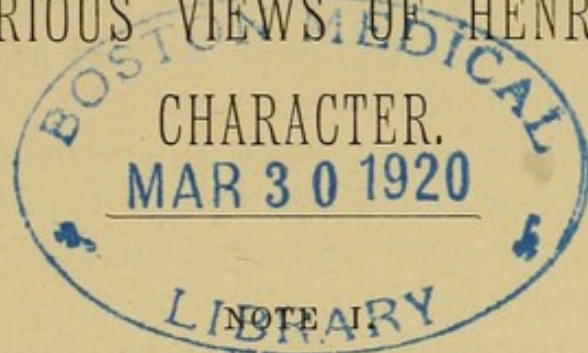 RIOUS VIEWS OF HENR
BOSTON MEDICAL
CHARACTER.
MAR 30 1920
LIBRARY
NOTE I.